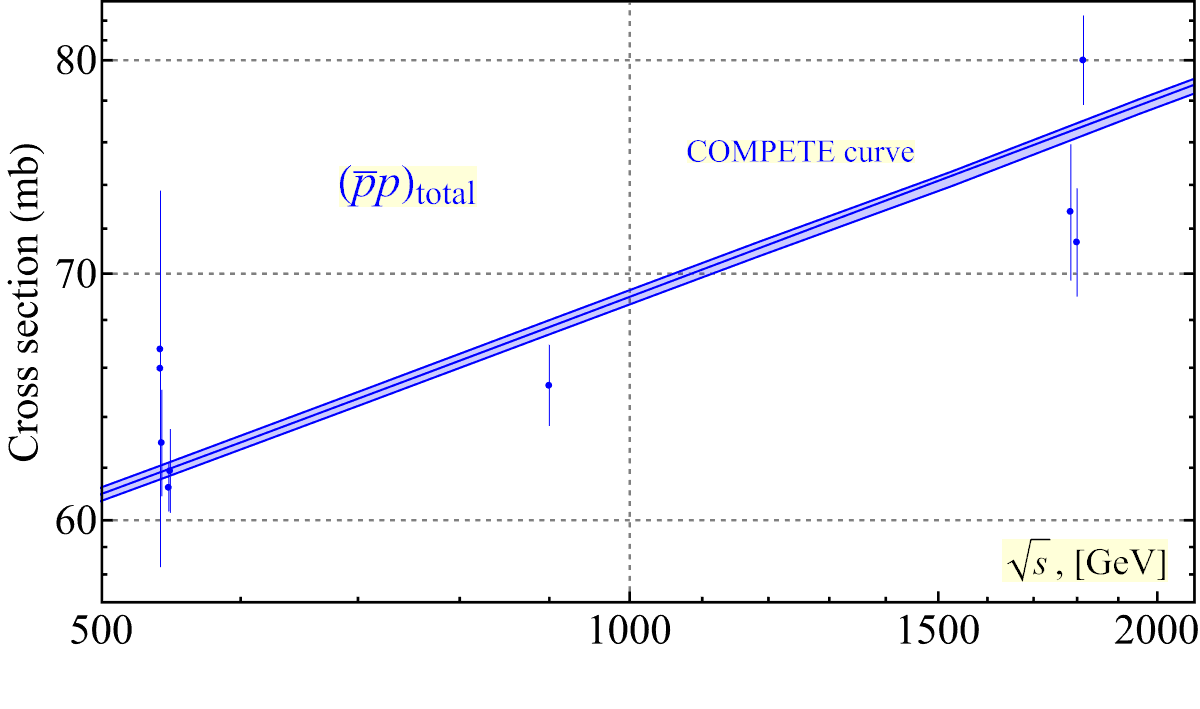 80
70
60
Cross section (mb)
(p̅p)total
COMPETE curve
√s, [GeV]
500
1000
1500
2000